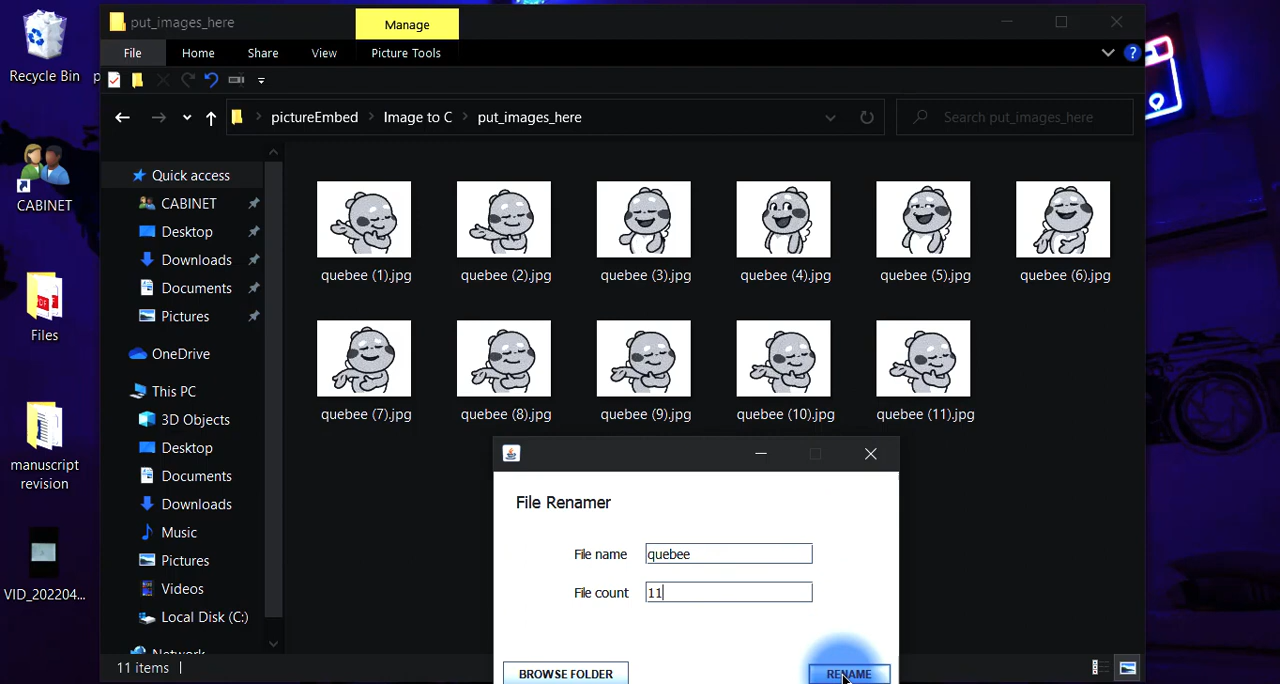 put_images_here
Manage
Recycle Bin
p
File
Home
Share
View
Picture Tools
pictureEmbed
Image to C
put_images_here
Search put_images_here
CABINET
Files
manuscript
revision
VID_202204...
Quick access
CABINET
Desktop
Downloads
Documents
Pictures
OneDrive
This PC
3D Objects
Desktop
Documents
Downloads
Music
Pictures
Videos
Local Disk (C:)
Network
11 items
quebee (1).jpg
quebee (2).jpg
quebee (3).jpg
quebee (4).jpg
quebee (5).jpg
quebee (6).jpg
quebee (7).jpg
quebee (8).jpg
quebee (9).jpg
quebee (10).jpg
quebee (11).jpg
File Renamer
File name
quebee
File count
11
BROWSE FOLDER
RENAME